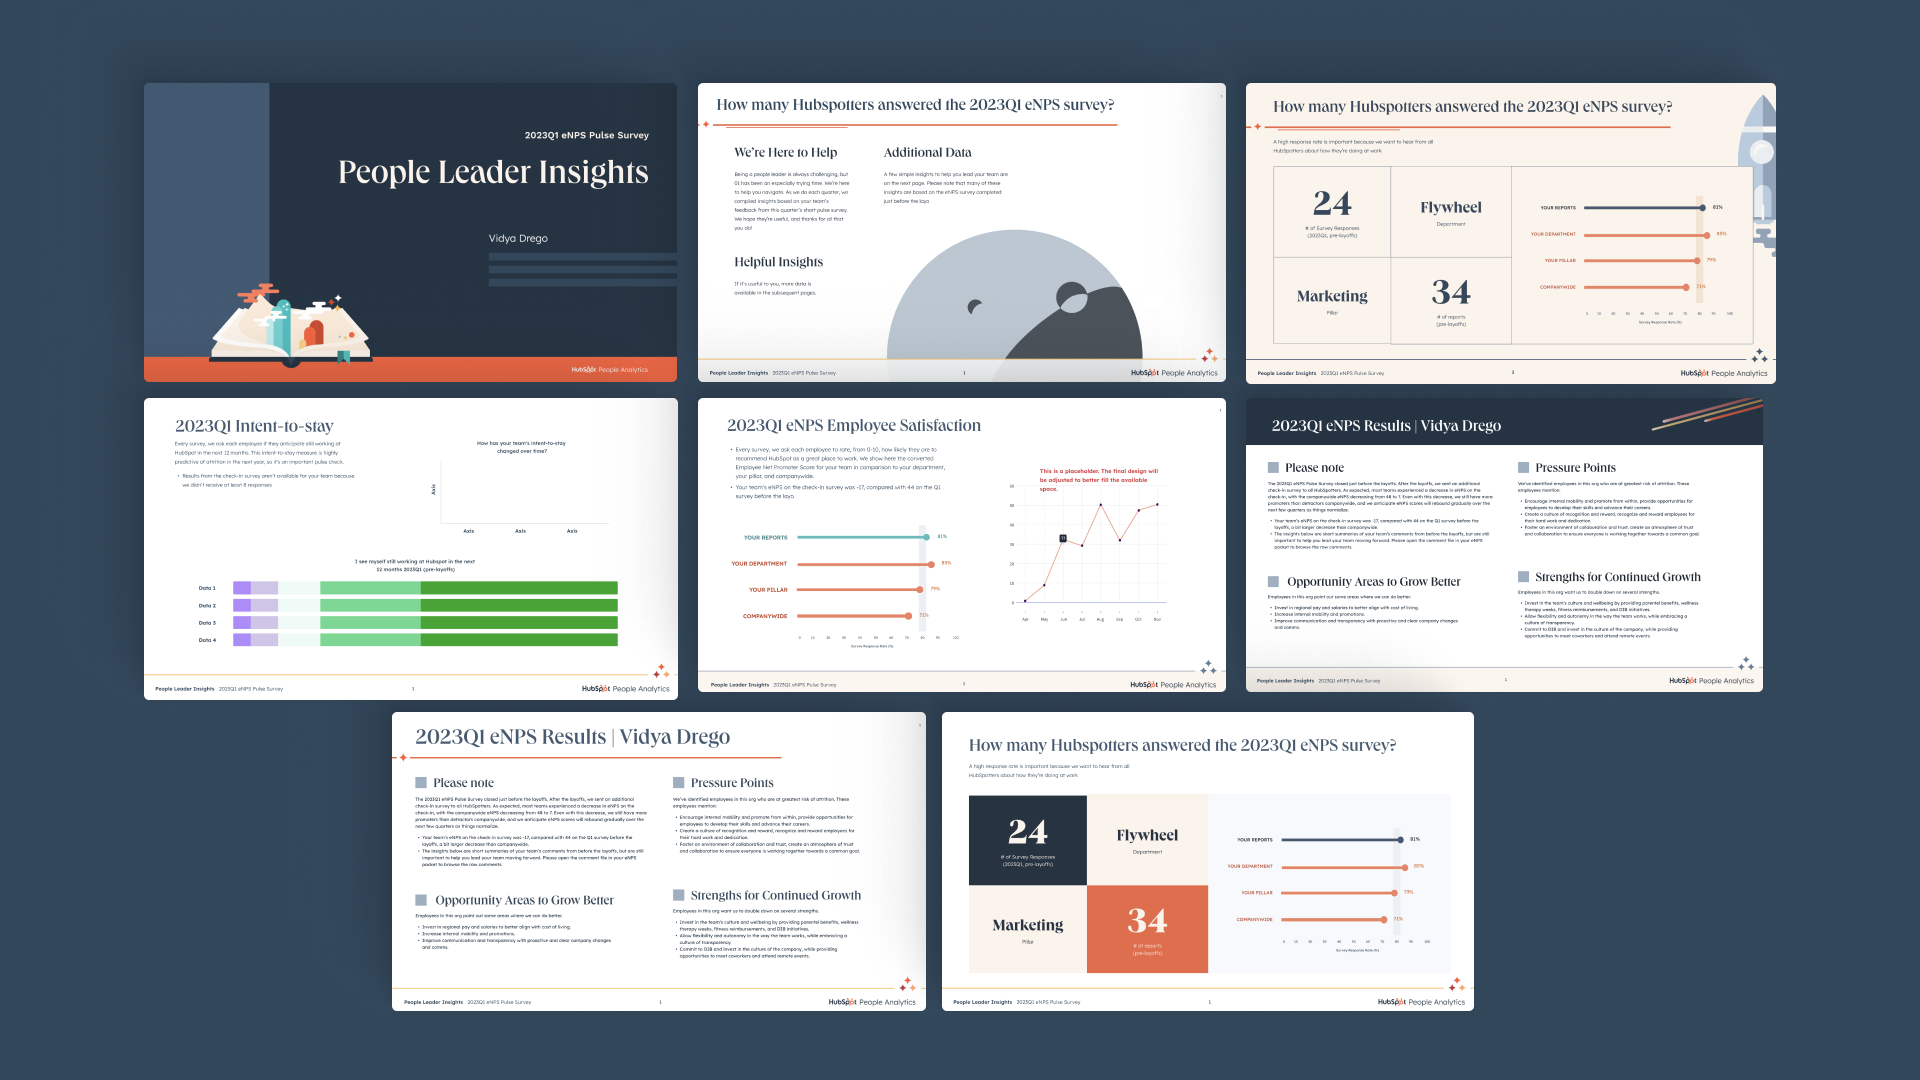 2023Q1 eNPS Pulse Survey
People Leader Insights
Vidya Drego
HubSpot People Analytics
How many Hubspotters answered the 2023Q1 eNPS survey?
We're Here to Help
Being a people leader is always challenging, but
Q1 has been an especially trying time. We're here
to help you navigate. As we do each quarter, we
compiled insights based on your team's
feedback from this quarter's short pulse survey.
We hope they're useful, and thanks for all that
you do!
Helpful Insights
If it's useful to you, more data is
available in the subsequent pages.
Additional Data
A few simple insights to help you lead your team are
on the next page. Please note that many of these
insights are based on the eNPS survey completed
just before the layo
People Leader Insights 2023Q1 eNPS Pulse Survey
1
HubSpot People Analytics
How many Hubspotters answered the 2023Q1 eNPS survey?
A high response rate is important because we want to hear from all
HubSpotters about how they're doing at work
24
# of Survey Responses
(2023Q1, pre-layoffs)
Flywheel
Department
Marketing
Pillar
34
# of reports
(pre-layoffs)
YOUR REPORTS 81%
YOUR DEPARTMENT 85%
YOUR PILLAR 79%
COMPANYWIDE 71%
0 10 20 30 40 50 60 70 80 90 100
Survey Response Rate (%)
People Leader Insights 2023Q1 eNPS Pulse Survey
HubSpot People Analytics
2023Q1 Intent-to-stay
Every survey, we ask each employee if they anticipate still working at
HubSpot in the next 12 months. This intent-to-stay measure is highly
predictive of attrition in the next year, so it's an important pulse check.
• Results from the check-in survey aren't available for your team because
we didn't receive at least 8 responses
How has your team's intent-to-stay
changed over time?
Axis
Axis Axis Axis
I see myself still working at Hubspot in the next
12 months 2023Q1 (pre-layoffs)
Data 1
Data 2
Data 3
Data 4
People Leader Insights 2023Q1 eNPS Pulse Survey
1
HubSpot People Analytics
2023Q1 eNPS Employee Satisfaction
• Every survey, we ask each employee to rate, from 0-10, how likely they are to
recommend HubSpot as a great place to work. We show here the converted
Employee Net Promoter Score for your team in comparison to your department,
your pillar, and companywide.
• Your team's eNPS on the check-in survey was -17, compared with 44 on the Q1
survey before the layo
YOUR REPORTS 81%
YOUR DEPARTMENT 85%
YOUR PILLAR 79%
COMPANYWIDE 71%
0 10 20 30 40 50 60 70 80 90 100
Survey Response Rate (%)
This is a placeholder. The final design will
be adjusted to better fill the available
space.
60
50
40
30
20
10
0
Apr May Jun Jul Aug Sep Oct Nov
People Leader Insights 2023Q1 eNPS Pulse Survey
1
HubSpot People Analytics
2023Q1 eNPS Results | Vidya Drego
Please note
The 2023Q1 eNPS Pulse Survey closed just before the layoffs. After the layoffs, we sent an additional
check-in survey to all HubSpotters. As expected, most teams experienced a decrease in eNPS on the
check-in, with the companywide eNPS decreasing from 48 to 7. Even with this decrease, we still have more
promoters than detractors companywide, and we anticipate eNPS scores will rebound gradually over the
next few quarters as things normalize.
• Your team's eNPS on the check-in survey was -17, compared with 44 on the Q1 survey before the
layoffs, a bit larger decrease than companywide.
• The insights below are short summaries of your team's comments from before the layoffs, but are still
important to help you lead your team moving forward. Please open the comment file in your eNPS
packet to browse the raw comments.
Pressure Points
We've identified employees in this org who are at greatest risk of attrition. These
employees mention:
• Encourage internal mobility and promote from within, provide opportunities for
employees to develop their skills and advance their careers.
• Create a culture of recognition and reward, recognize and reward employees for
their hard work and dedication.
• Foster an environment of collaboration and trust, create an atmosphere of trust
and collaboration to ensure everyone is working together towards a common goal.
Opportunity Areas to Grow Better
Employees in this org point out some areas where we can do better.
• Invest in regional pay and salaries to better align with cost of living.
• Increase internal mobility and promotions.
• Improve communication and transparency with proactive and clear company changes
and comms.
Strengths for Continued Growth
Employees in this org want us to double down on several strengths.
• Invest in the team's culture and wellbeing by providing parental benefits, wellness
therapy weeks, fitness reimbursements, and DIB initiatives.
• Allow flexibility and autonomy in the way the team works, while embracing a
culture of transparency.
• Commit to DIB and invest in the culture of the company, while providing
opportunities to meet coworkers and attend remote events.
People Leader Insights 2023Q1 eNPS Pulse Survey
1
HubSpot People Analytics
2023Q1 eNPS Results | Vidya Drego
Please note
The 2023Q1 eNPS Pulse Survey closed just before the layoffs. After the layoffs, we sent an additional
check-in survey to all HubSpotters. As expected, most teams experienced a decrease in eNPS on the
check-in, with the companywide eNPS decreasing from 48 to 7. Even with this decrease, we still have more
promoters than detractors companywide, and we anticipate eNPS scores will rebound gradually over the
next few quarters as things normalize.
• Your team's eNPS on the check-in survey was -17, compared with 44 on the Q1 survey before the
layoffs, a bit larger decrease than companywide.
• The insights below are short summaries of your team's comments from before the layoffs, but are still
important to help you lead your team moving forward. Please open the comment file in your eNPS
packet to browse the raw comments.
Pressure Points
We've identified employees in this org who are at greatest risk of attrition. These
employees mention:
• Encourage internal mobility and promote from within, provide opportunities for
employees to develop their skills and advance their careers.
• Create a culture of recognition and reward, recognize and reward employees for
their hard work and dedication.
• Foster an environment of collaboration and trust, create an atmosphere of trust
and collaboration to ensure everyone is working together towards a common goal.
Opportunity Areas to Grow Better
Employees in this org point out some areas where we can do better.
• Invest in regional pay and salaries to better align with cost of living.
• Increase internal mobility and promotions.
• Improve communication and transparency with proactive and clear company changes
and comms.
Strengths for Continued Growth
Employees in this org want us to double down on several strengths.
• Invest in the team's culture and wellbeing by providing parental benefits, wellness
therapy weeks, fitness reimbursements, and DIB initiatives.
• Allow flexibility and autonomy in the way the team works, while embracing a
culture of transparency.
• Commit to DIB and invest in the culture of the company, while providing
opportunities to meet coworkers and attend remote events.
People Leader Insights 2023Q1 eNPS Pulse Survey
1
HubSpot People Analytics
How many Hubspotters answered the 2023Q1 eNPS survey?
A high response rate is important because we want to hear from all
HubSpotters about how they're doing at work
24
# of Survey Responses
(2023Q1, pre-layoffs)
Flywheel
Department
Marketing
Pillar
34
# of reports
(pre-layoffs)
YOUR REPORTS 81%
YOUR DEPARTMENT 85%
YOUR PILLAR 79%
COMPANYWIDE 71%
0 10 20 30 40 50 60 70 80 90 100
Survey Response Rate (%)
People Leader Insights 2023Q1 eNPS Pulse Survey
1
HubSpot People Analytics